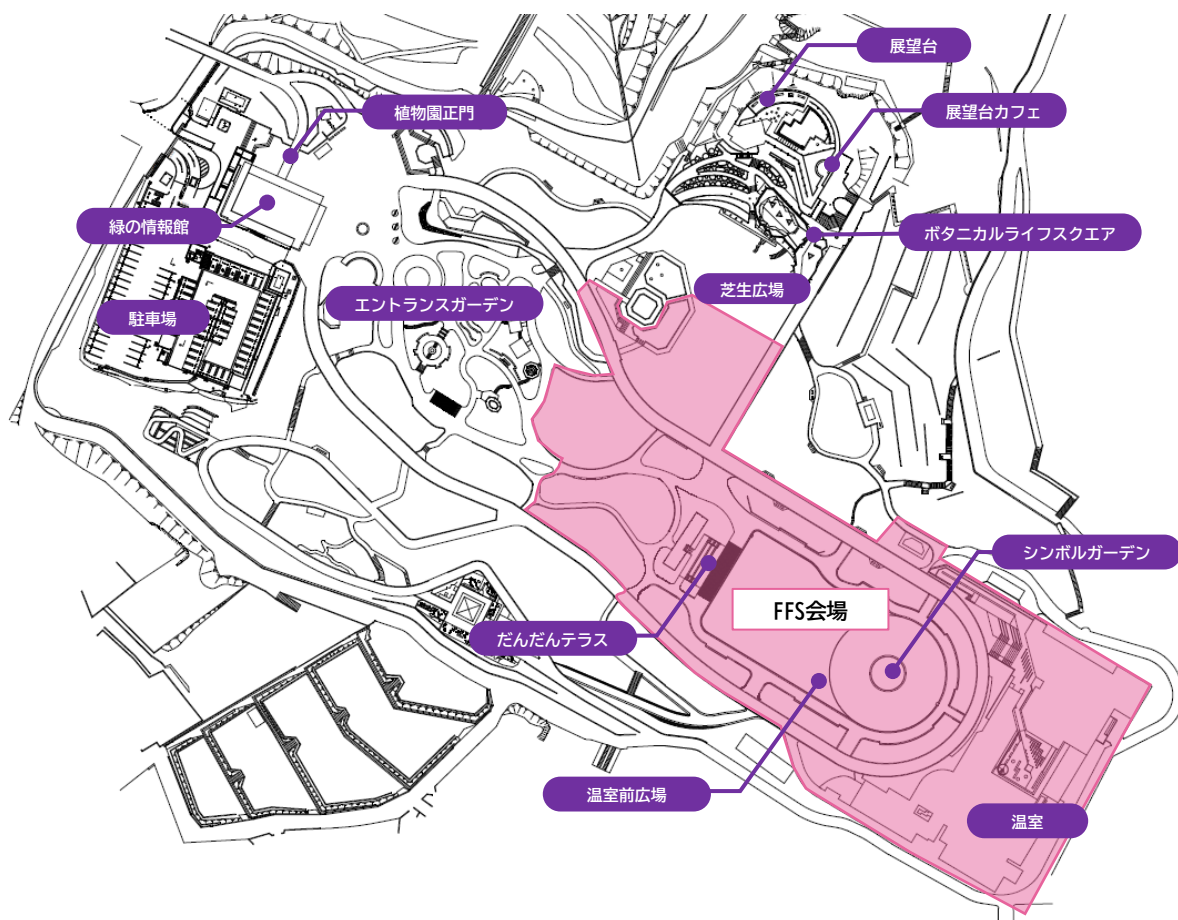 展望台
植物園正門
展望台カフェ
緑の情報館
ボタニカルライフスクエア
芝生広場
エントランスガーデン
駐車場
シンボルガーデン
FFS会場
だんだんテラス
温室前広場
温室